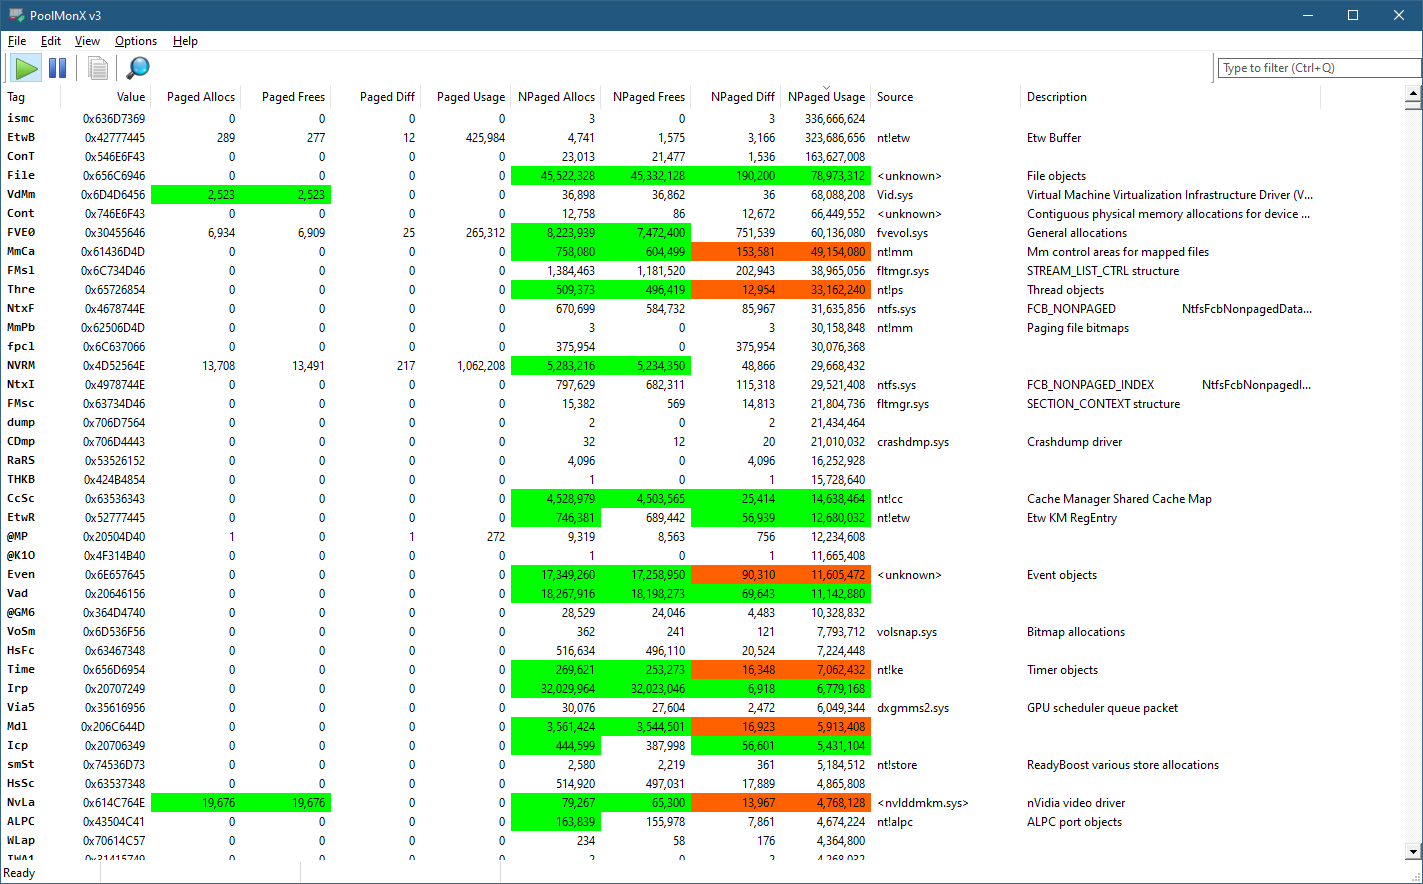 PoolMonX v3
File Edit View Options Help
Type to filter (Ctrl+Q)
Tag Value Paged Allocs Paged Frees Paged Diff Paged Usage NPaged Allocs NPaged Frees NPaged Diff NPaged Usage Source Description
ismc 0x636D7369 0 0 0 0 3 0 3 336,666,624
EtwB 0x42777445 289 277 12 425,984 4,741 1,575 3,166 323,686,656 nt!etw Etw Buffer
ConT 0x546E6F43 0 0 0 0 23,013 21,477 1,536 163,627,008
File 0x656C6946 0 0 0 0 45,522,328 45,332,128 190,200 78,973,312 <unknown> File objects
VdMm 0x6D4D6456 2,523 2,523 0 0 36,898 36,862 36 68,088,208 Vid.sys Virtual Machine Virtualization Infrastructure Driver (V...
Cont 0x746E6F43 0 0 0 0 12,758 86 12,672 66,449,552 <unknown> Contiguous physical memory allocations for device ...
FVE0 0x30455646 6,934 6,909 25 265,312 8,223,939 7,472,400 751,539 60,136,080 fvevol.sys General allocations
MmCa 0x61436D4D 0 0 0 0 758,080 604,499 153,581 49,154,080 nt!mm Mm control areas for mapped files
FMsl 0x6C734D46 0 0 0 0 1,384,463 1,181,520 202,943 38,965,056 fltmgr.sys STREAM_LIST_CTRL structure
Thre 0x65726854 0 0 0 0 509,373 496,419 12,954 33,162,240 nt!ps Thread objects
NtxF 0x4678744E 0 0 0 0 670,699 584,732 85,967 31,635,856 ntfs.sys FCB_NONPAGED NtfsFcbNonpagedData...
MmPb 0x62506D4D 0 0 0 0 3 0 3 30,158,848 nt!mm Paging file bitmaps
fpcl 0x6C637066 0 0 0 0 375,954 0 375,954 30,076,368
NVRM 0x4D52564E 13,708 13,491 217 1,062,208 5,283,216 5,234,350 48,866 29,668,432
NtxI 0x4978744E 0 0 0 0 797,629 682,311 115,318 29,521,408 ntfs.sys FCB_NONPAGED_INDEX NtfsFcbNonpagedI...
FMsc 0x63734D46 0 0 0 0 15,382 569 14,813 21,804,736 fltmgr.sys SECTION_CONTEXT structure
dump 0x706D7564 0 0 0 0 2 0 2 21,434,464
CDmp 0x706D4443 0 0 0 0 32 12 20 21,010,032 crashdmp.sys Crashdump driver
RaRS 0x53526152 0 0 0 0 4,096 0 4,096 16,252,928
THKB 0x424B4854 0 0 0 0 1 0 1 15,728,640
CcSc 0x63536343 0 0 0 0 4,528,979 4,503,565 25,414 14,638,464 nt!cc Cache Manager Shared Cache Map
EtwR 0x52777445 0 0 0 0 746,381 689,442 56,939 12,680,032 nt!etw Etw KM RegEntry
@MP 0x20504D40 1 0 1 272 9,319 8,563 756 12,234,608
@K1O 0x4F314B40 0 0 0 0 1 0 1 11,665,408
Even 0x6E657645 0 0 0 0 17,349,260 17,258,950 90,310 11,605,472 <unknown> Event objects
Vad 0x20646156 0 0 0 0 18,267,916 18,198,273 69,643 11,142,880
@GM6 0x364D4740 0 0 0 0 28,529 24,046 4,483 10,328,832
VoSm 0x6D536F56 0 0 0 0 362 241 121 7,793,712 volsnap.sys Bitmap allocations
HsFc 0x63467348 0 0 0 0 516,634 496,110 20,524 7,224,448
Time 0x656D6954 0 0 0 0 269,621 253,273 16,348 7,062,432 nt!ke Timer objects
Irp 0x20707249 0 0 0 0 32,029,964 32,023,046 6,918 6,779,168
Via5 0x35616956 0 0 0 0 30,076 27,604 2,472 6,049,344 dxgmms2.sys GPU scheduler queue packet
Mdl 0x206C644D 0 0 0 0 3,561,424 3,544,501 16,923 5,913,408
Icp 0x20706349 0 0 0 0 444,599 387,998 56,601 5,431,104
smSt 0x74536D73 0 0 0 0 2,580 2,219 361 5,184,512 nt!store ReadyBoost various store allocations
HsSc 0x63537348 0 0 0 0 514,920 497,031 17,889 4,865,808
NvLa 0x614C764E 19,676 19,676 0 0 79,267 65,300 13,967 4,768,128 <nvlddmkm.sys> nVidia video driver
ALPC 0x43504C41 0 0 0 0 163,839 155,978 7,861 4,674,224 nt!alpc ALPC port objects
WLap 0x70614C57 0 0 0 0 234 58 176 4,364,800
IWA1 0x31415749 0 0 0 0 2 0 2 4,268,032
Ready